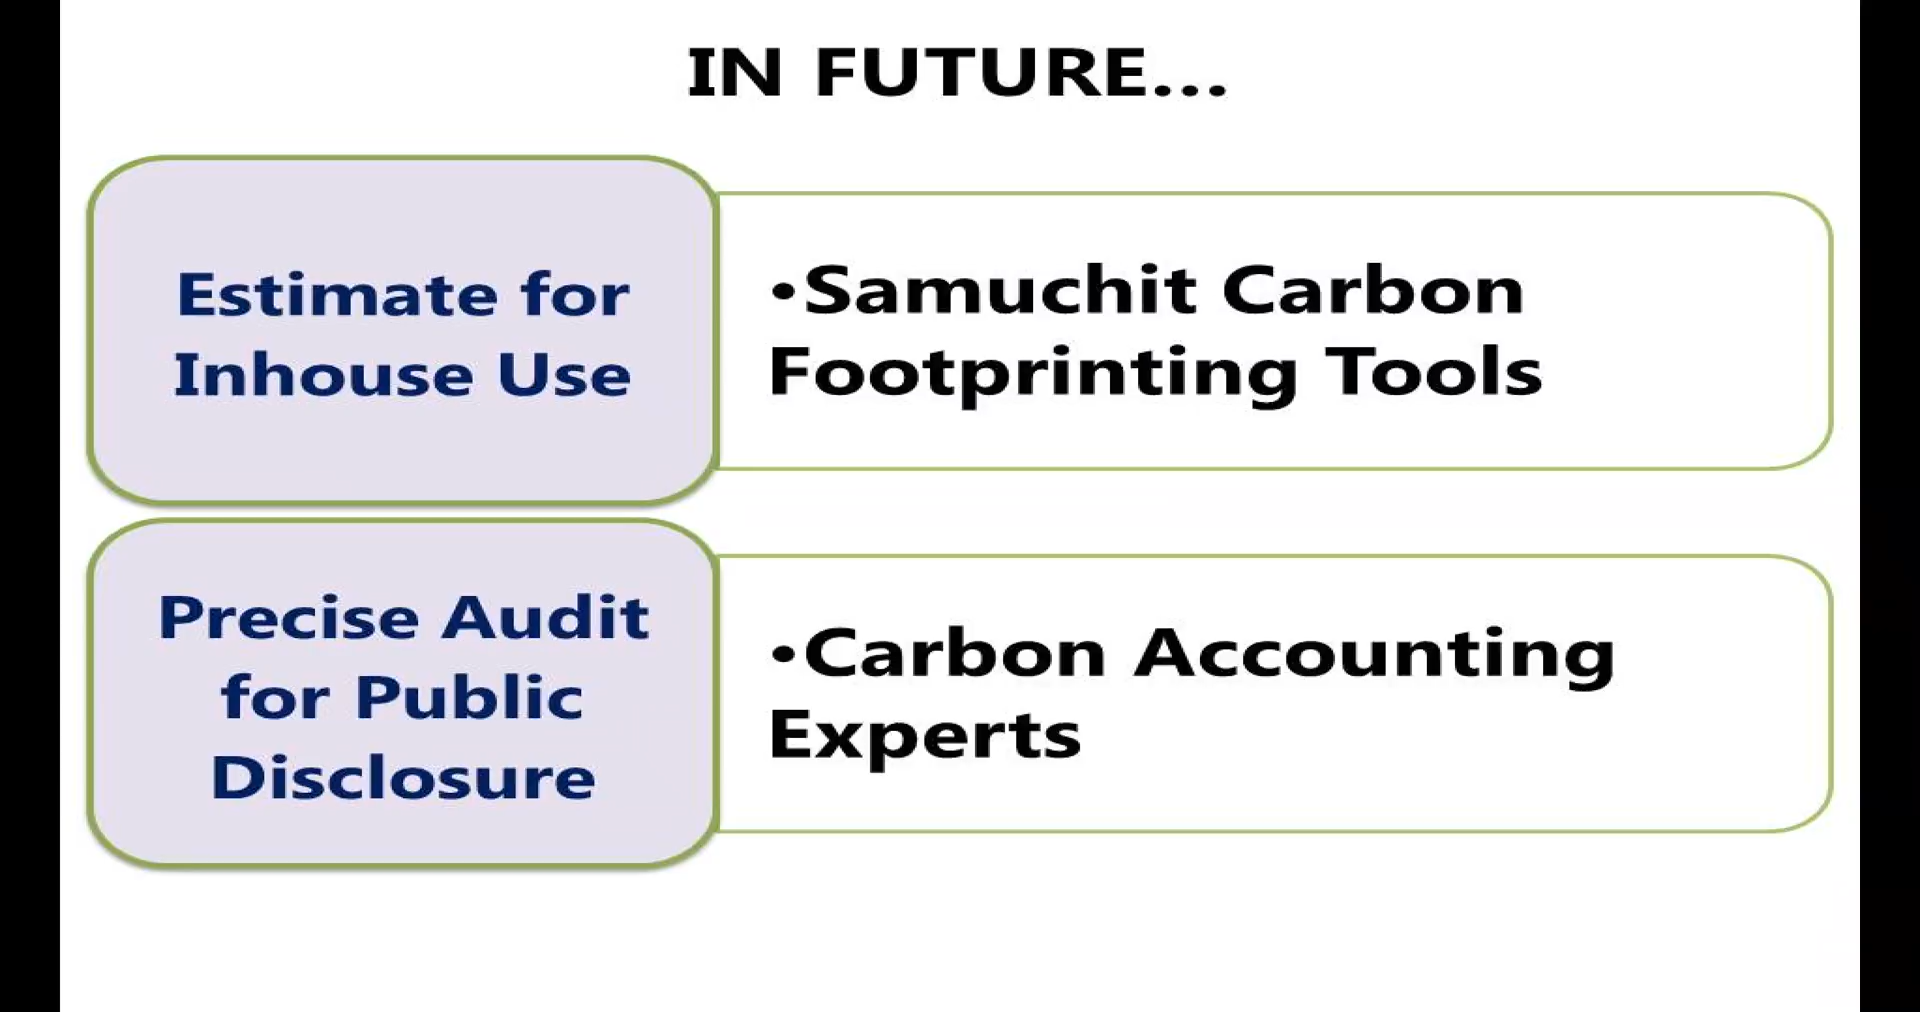 IN FUTURE...
Estimate for
Inhouse Use
•Samuchit Carbon
Footprinting Tools
Precise Audit
for Public
Disclosure
•Carbon Accounting
Experts